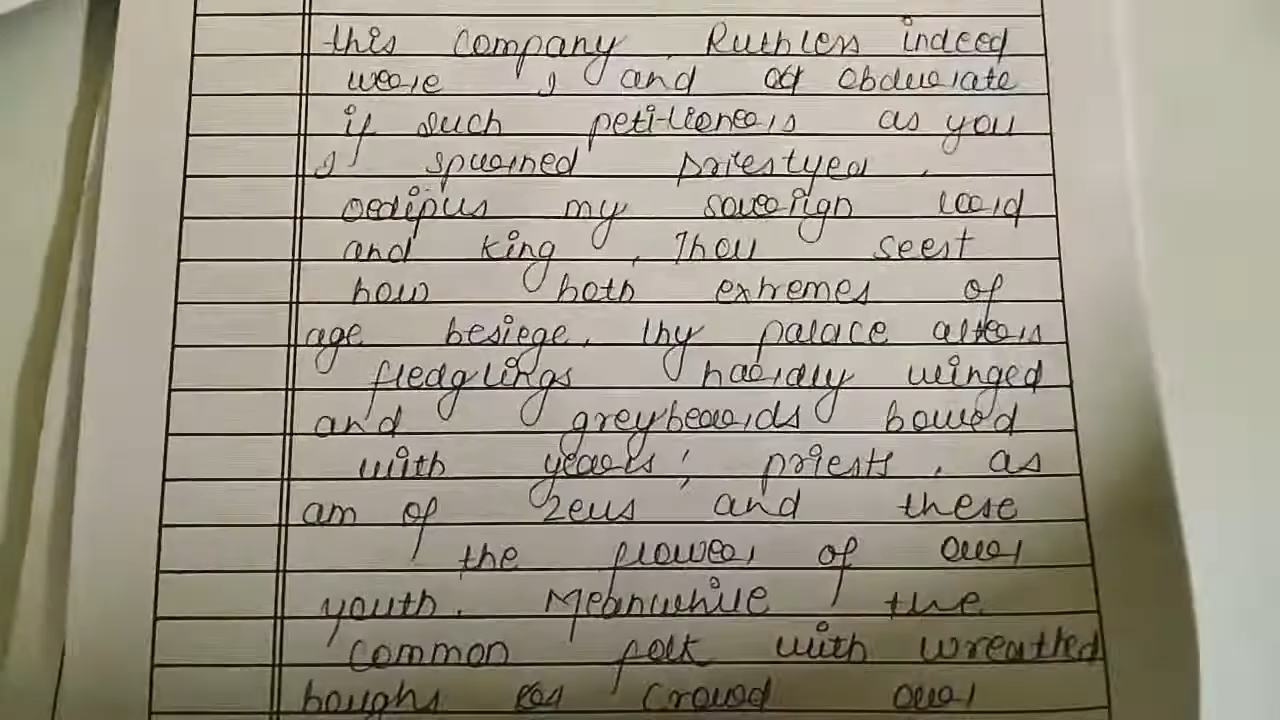 this company. Ruthless indeed
were I and of obdurate
if such petitioners as you
I spurned priestyer.
oedipus my sovereign lord
and king, Thou seest
how both extremes of
age besiege, thy palace alters
fledglings hardly winged
and greybeards bowed
with years; priests, as
am of Zeus and these
the flower of our
youth. Meanwhile the
common folk with wreathed
boughs crowd our